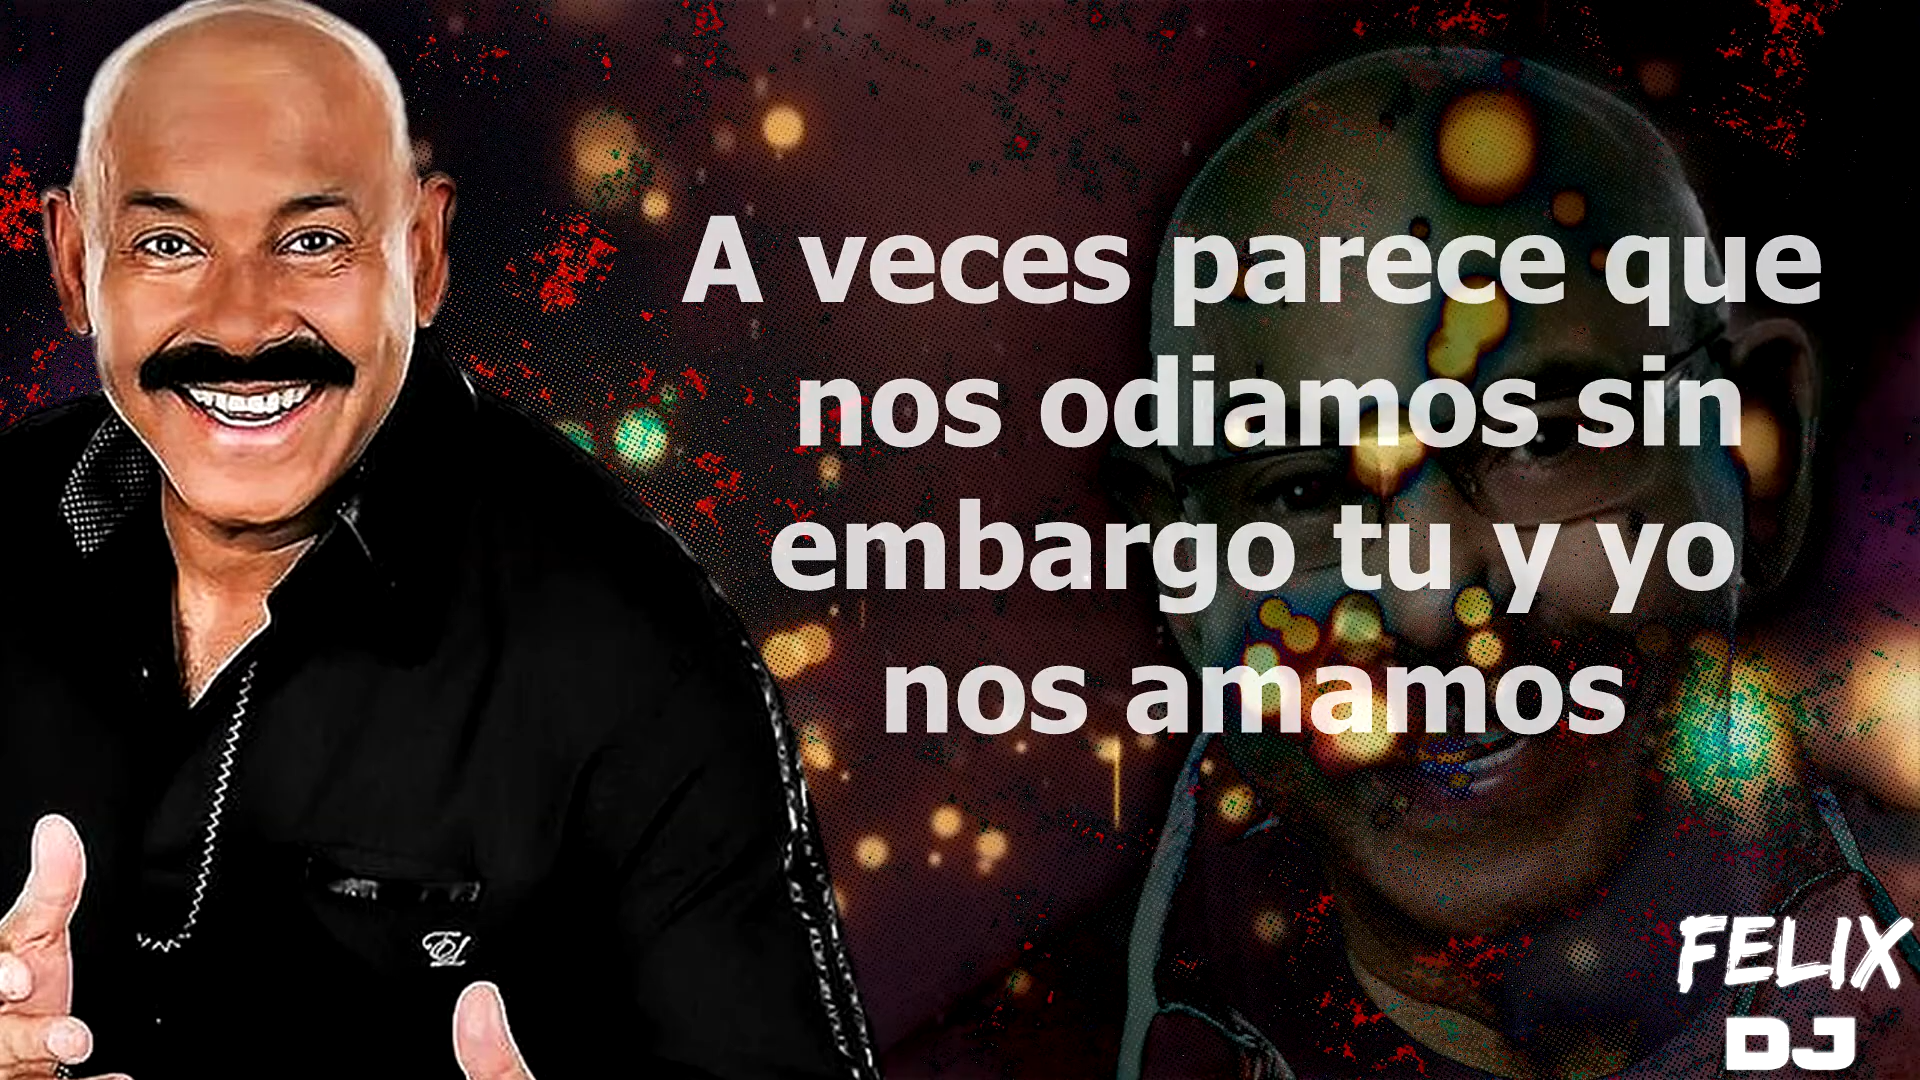 A veces parece que
nos odiamos sin
embargo tu y yo
nos amamos
FELIX
DJ